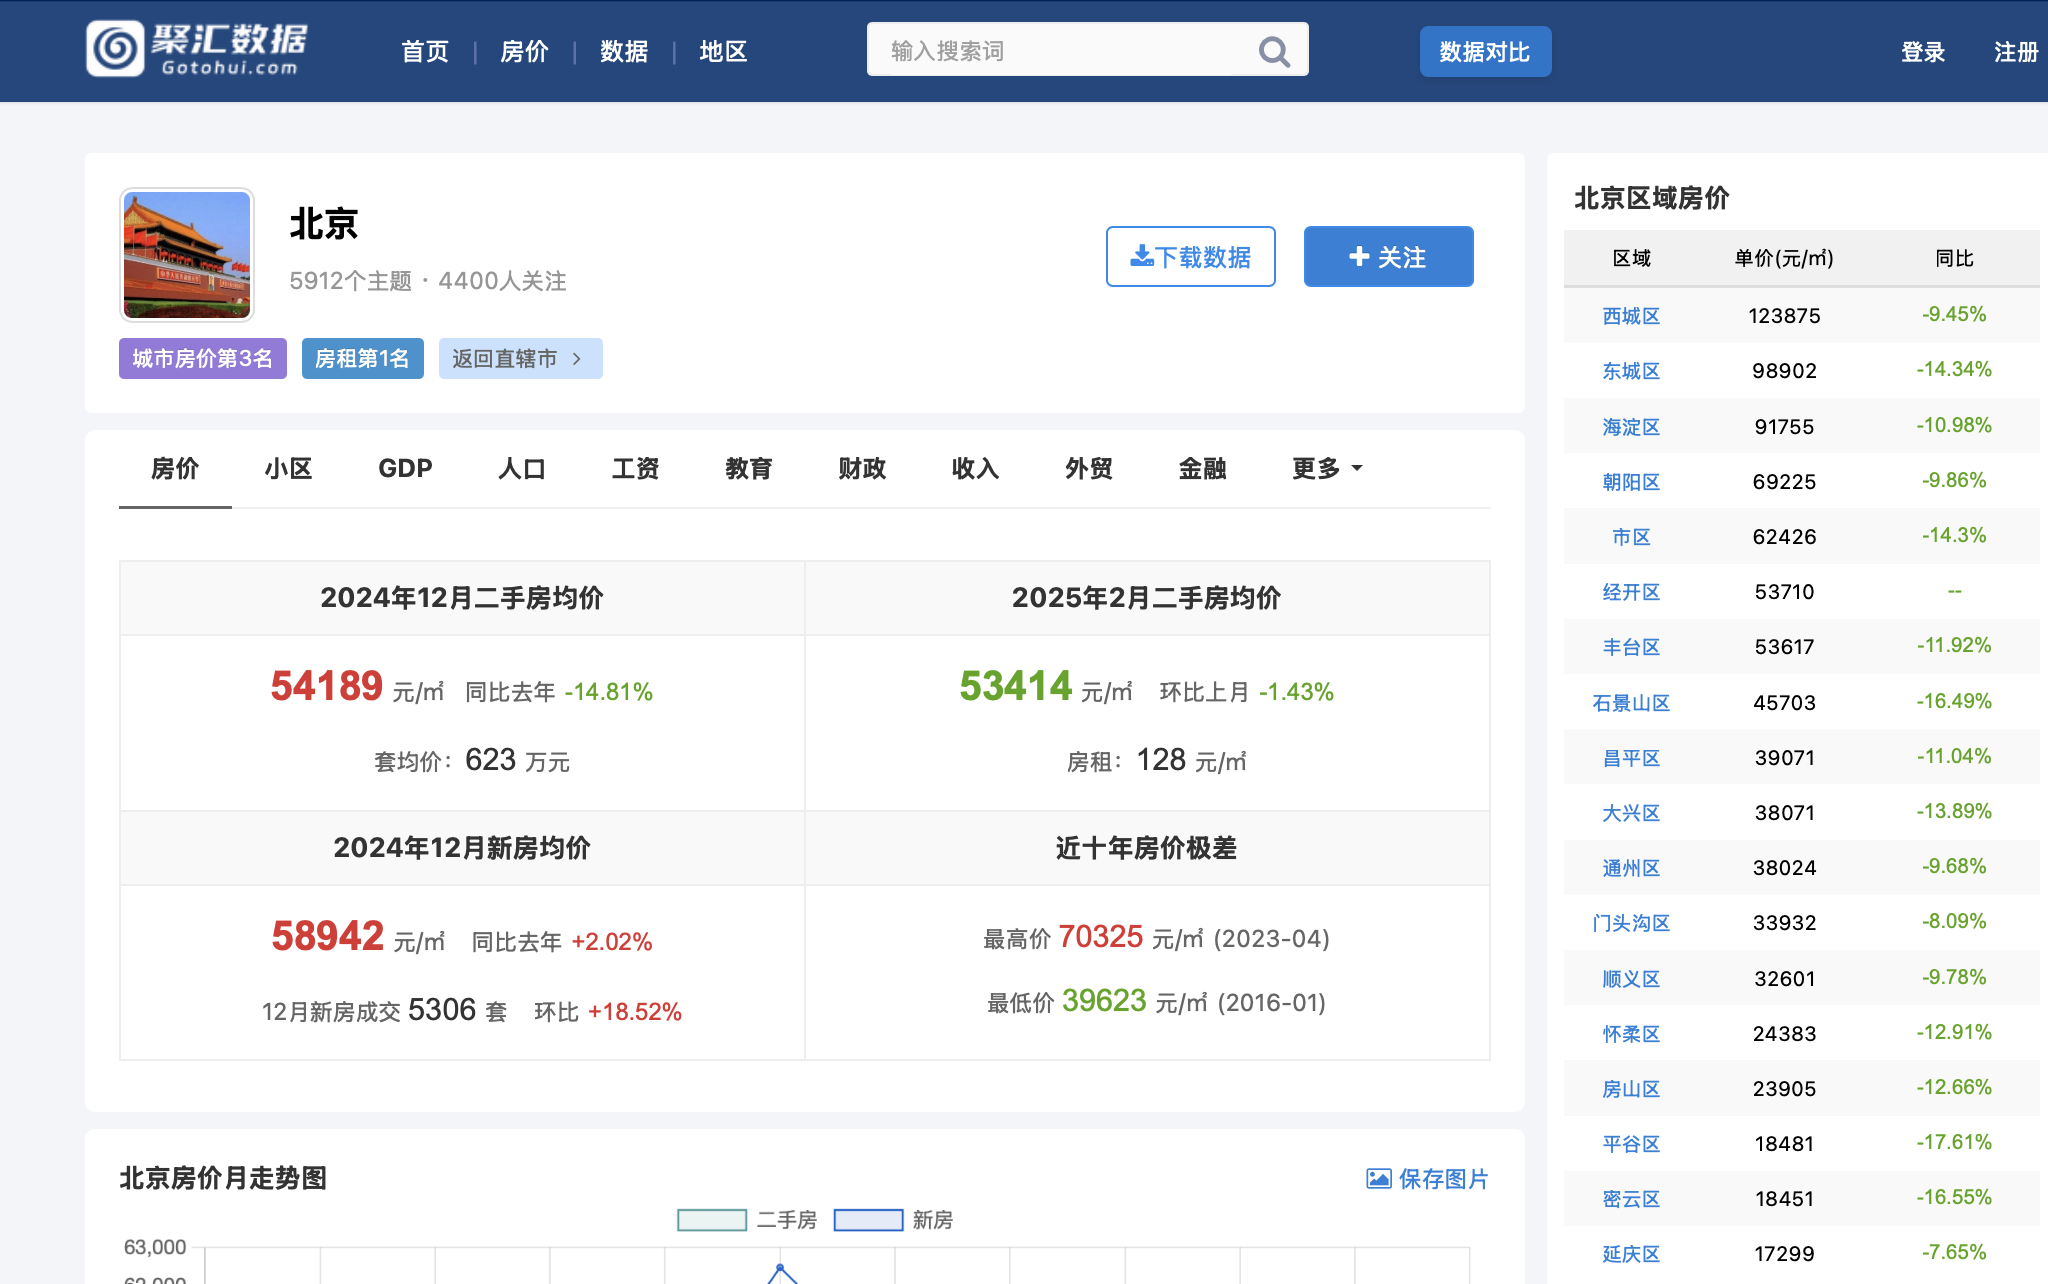 聚汇数据
Gotohui.com
首页 | 房价 | 数据 | 地区
输入搜索词
数据对比
登录 注册
北京
5912个主题 · 4400人关注
下载数据
关注
城市房价第3名 房租第1名 返回直辖市
房价 小区 GDP 人口 工资 教育 财政 收入 外贸 金融 更多
2024年12月二手房均价
54189 元/㎡ 同比去年 -14.81%
套均价：623 万元
2025年2月二手房均价
53414 元/㎡ 环比上月 -1.43%
房租：128 元/㎡
2024年12月新房均价
58942 元/㎡ 同比去年 +2.02%
12月新房成交 5306 套 环比 +18.52%
近十年房价极差
最高价 70325 元/㎡ (2023-04)
最低价 39623 元/㎡ (2016-01)
北京房价月走势图
保存图片
二手房 新房
63,000
62,000
北京区域房价
区域 单价(元/㎡) 同比
西城区 123875 -9.45%
东城区 98902 -14.34%
海淀区 91755 -10.98%
朝阳区 69225 -9.86%
市区 62426 -14.3%
经开区 53710 --
丰台区 53617 -11.92%
石景山区 45703 -16.49%
昌平区 39071 -11.04%
大兴区 38071 -13.89%
通州区 38024 -9.68%
门头沟区 33932 -8.09%
顺义区 32601 -9.78%
怀柔区 24383 -12.91%
房山区 23905 -12.66%
平谷区 18481 -17.61%
密云区 18451 -16.55%
延庆区 17299 -7.65%